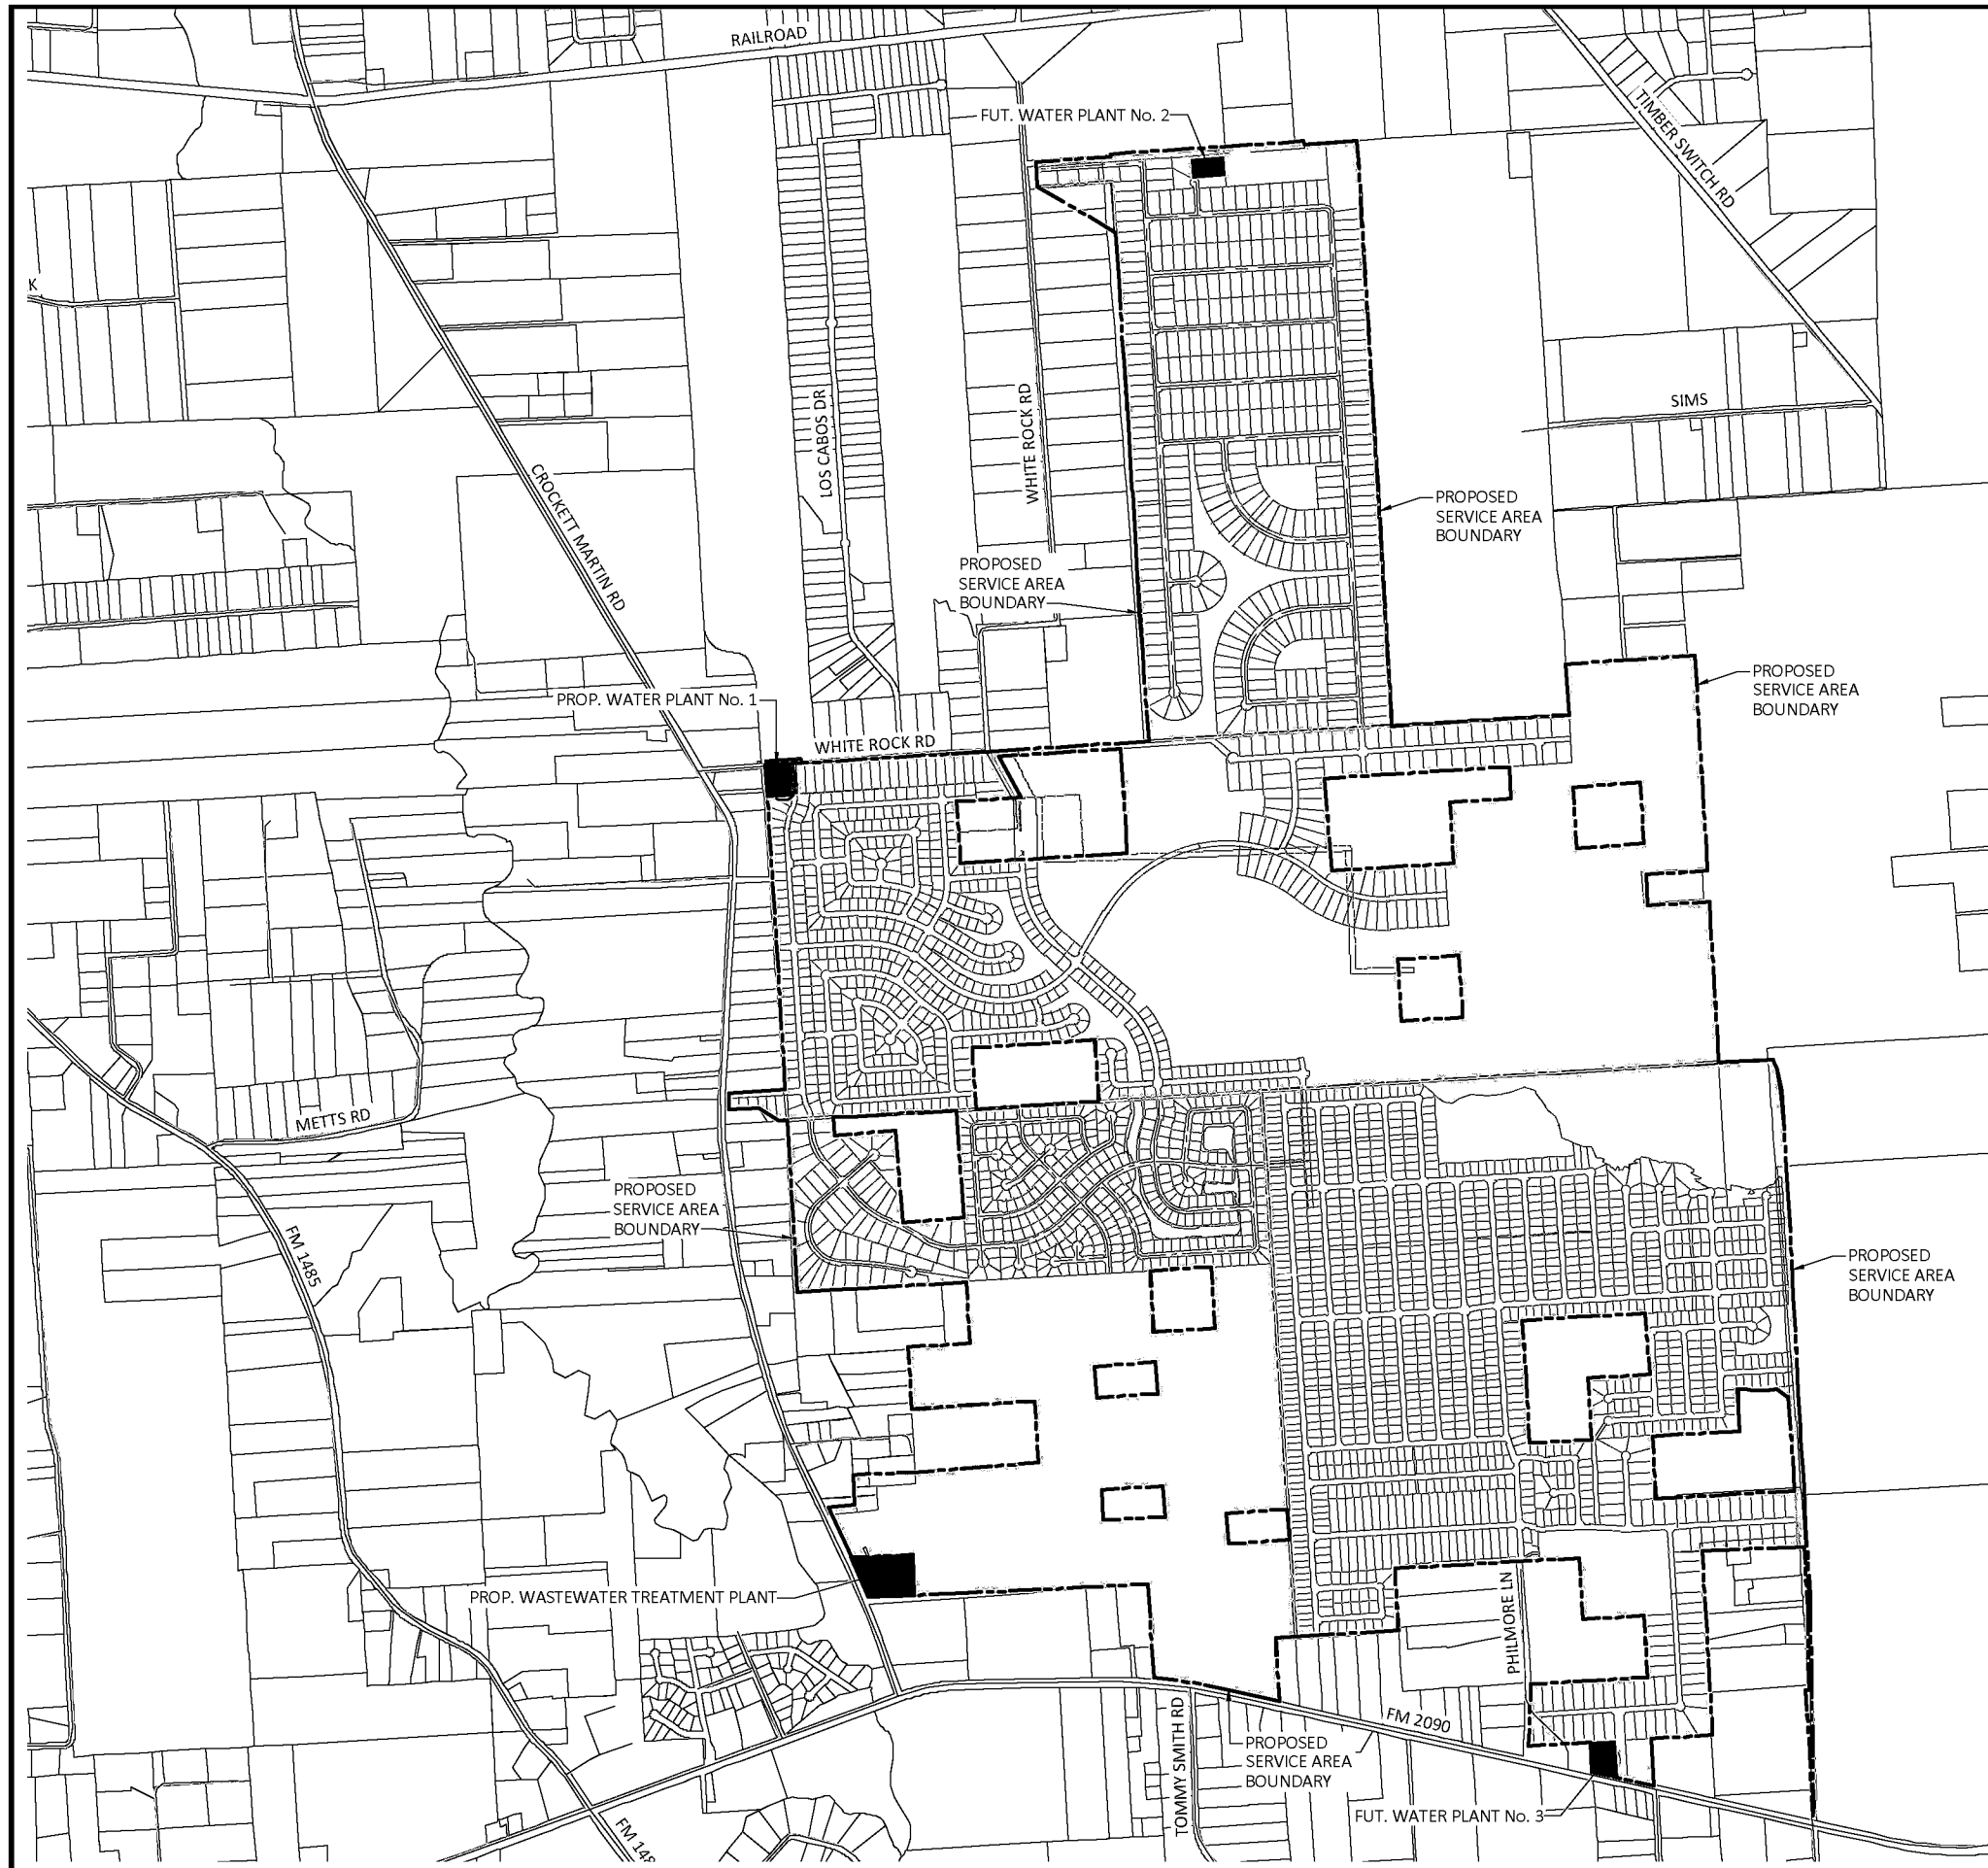 RAILROAD
FUT. WATER PLANT No. 2
TIMBER SWITCH RD
K
LOS CABOS DR
WHITE ROCK RD
SIMS
CROCKETT MARTIN RD
PROPOSED
SERVICE AREA
BOUNDARY
PROPOSED
SERVICE AREA
BOUNDARY
PROPOSED
SERVICE AREA
BOUNDARY
PROP. WATER PLANT No. 1
WHITE ROCK RD
METTS RD
PROPOSED
SERVICE AREA
BOUNDARY
FM 1485
PROPOSED
SERVICE AREA
BOUNDARY
PROP. WASTEWATER TREATMENT PLANT
PHILMORE LN
TOMMY SMITH RD
FM 2090
PROPOSED
SERVICE AREA
BOUNDARY
FUT. WATER PLANT No. 3
FM 148